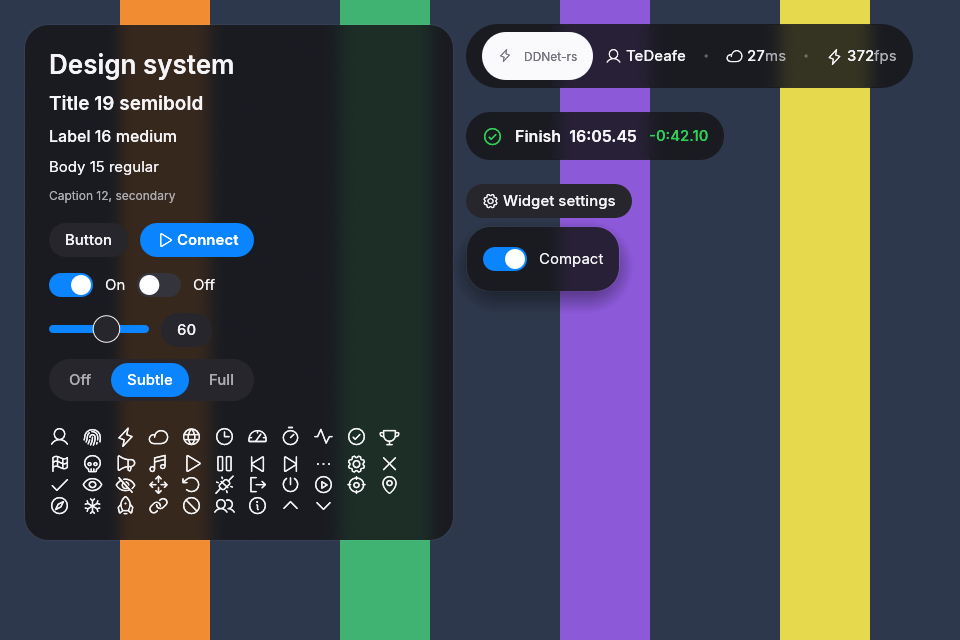 Design system
Title 19 semibold
Label 16 medium
Body 15 regular
Caption 12, secondary
Button
Connect
On
Off
60
Off
Subtle
Full
DDNet-rs
TeDeafe
27ms
372fps
Finish 16:05.45 -0:42.10
Widget settings
Compact